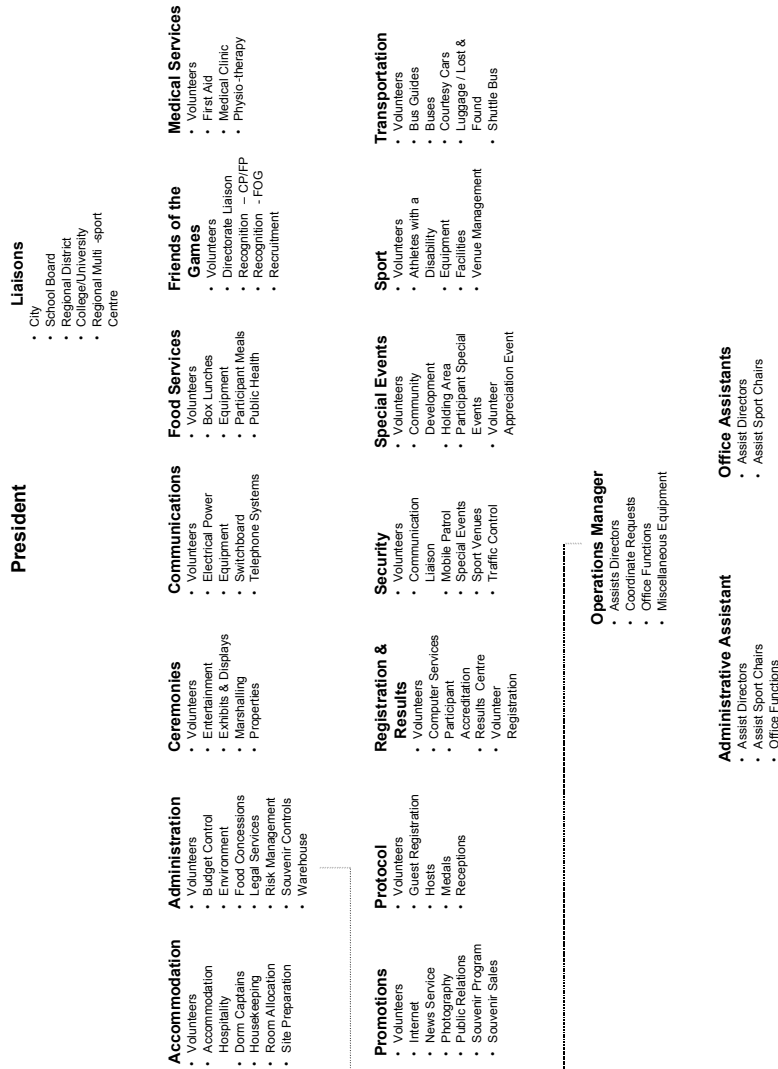 President
Liaisons
• City
• School Board
• Regional District
• College/University
• Regional Multi -sport
Centre
Accommodation
• Volunteers
• Accommodation
Hospitality
• Dorm Captains
• Housekeeping
• Room Allocation
• Site Preparation
Administration
• Volunteers
• Budget Control
• Environment
• Food Concessions
• Legal Services
• Risk Management
• Souvenir Controls
• Warehouse
Ceremonies
• Volunteers
• Entertainment
• Exhibits & Displays
• Marshalling
• Properties
Communications
• Volunteers
• Electrical Power
• Equipment
• Switchboard
• Telephone Systems
Food Services
• Volunteers
• Box Lunches
• Equipment
• Participant Meals
• Public Health
Friends of the
Games
• Volunteers
• Directorate Liaison
• Recognition – CP/FP
• Recognition - FOG
• Recruitment
Medical Services
• Volunteers
• First Aid
• Medical Clinic
• Physio -therapy
Promotions
• Volunteers
• Internet
• News Service
• Photography
• Public Relations
• Souvenir Program
• Souvenir Sales
Protocol
• Volunteers
• Guest Registration
• Hosts
• Medals
• Receptions
Registration &
Results
• Volunteers
• Computer Services
• Participant
Accreditation
• Results Centre
• Volunteer
Registration
Security
• Volunteers
• Communication
Liaison
• Mobile Patrol
• Special Events
• Sport Venues
• Traffic Control
Special Events
• Volunteers
• Community
Development
• Holding Area
• Participant Special
Events
• Volunteer
Appreciation Event
Sport
• Volunteers
• Athletes with a
Disability
• Equipment
• Facilities
• Venue Management
Transportation
• Volunteers
• Bus Guides
• Buses
• Courtesy Cars
• Luggage / Lost &
Found
• Shuttle Bus
Operations Manager
• Assists Directors
• Coordinate Requests
• Office Functions
• Miscellaneous Equipment
Administrative Assistant
• Assist Directors
• Assist Sport Chairs
• Office Functions
Office Assistants
• Assist Directors
• Assist Sport Chairs